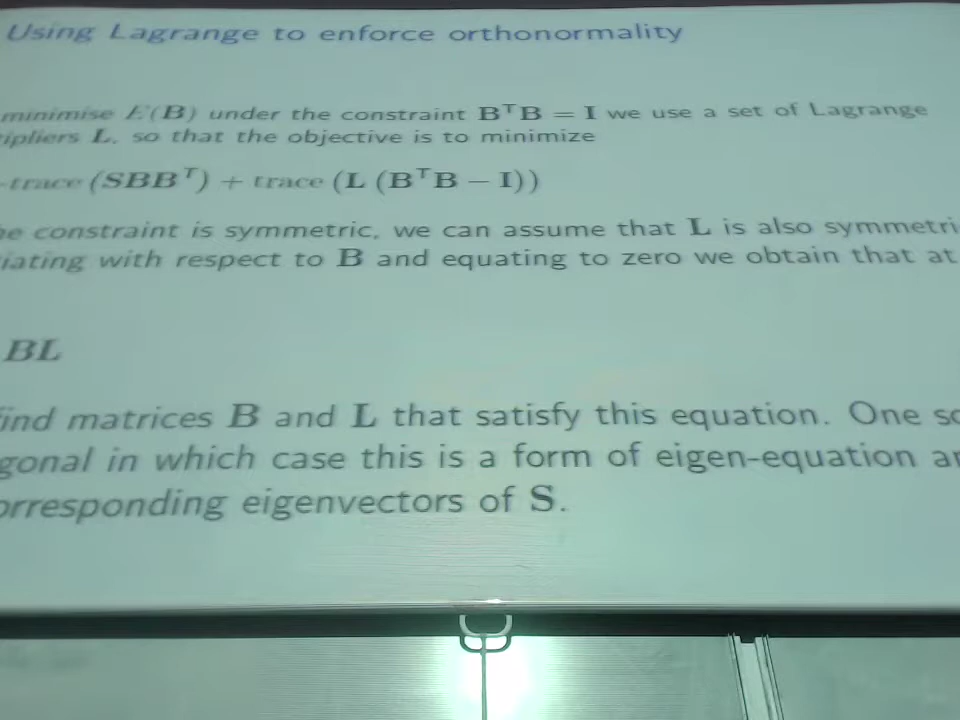 Using Lagrange to enforce orthonormality
minimise E(B) under the constraint BᵀB = I we use a set of Lagrange
ipliers L, so that the objective is to minimize
-trace (SBBᵀ) + trace (L (BᵀB − I))
he constraint is symmetric, we can assume that L is also symmetri
iating with respect to B and equating to zero we obtain that at
BL
find matrices B and L that satisfy this equation. One so
gonal in which case this is a form of eigen-equation an
orresponding eigenvectors of S.